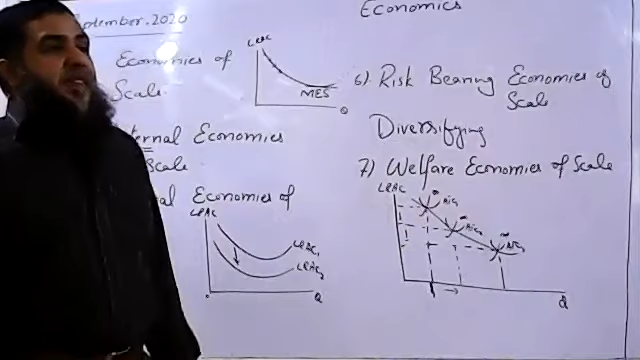 ptember.2020
Economics
Economies of
Scale
LRAC
MES
Q
6) Risk Bearing Economies of
Scale
ernal Economies
Scale
Diversifying
7) Welfare Economies of Scale
al Economies of
LRAC
LRAC1
LRAC2
Q
LRAC
Q